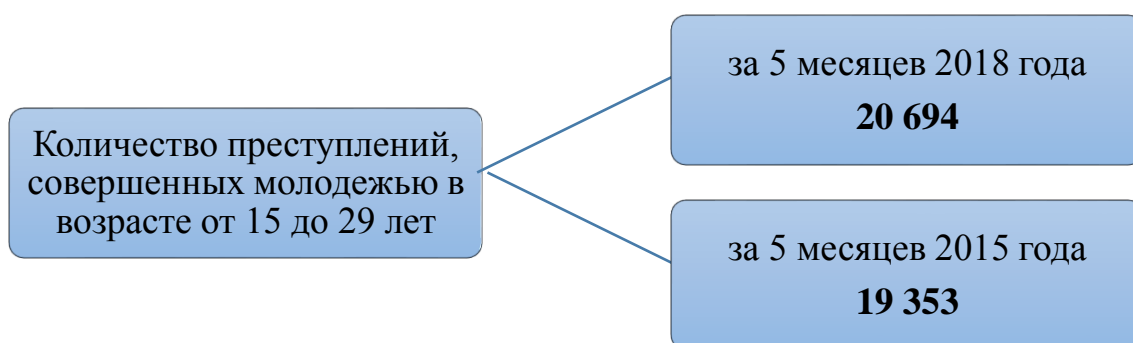 Количество преступлений,
совершенных молодежью в
возрасте от 15 до 29 лет
за 5 месяцев 2018 года
20 694
за 5 месяцев 2015 года
19 353